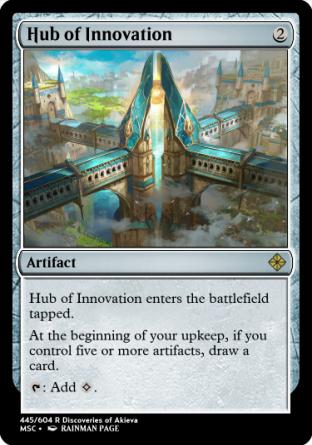 Hub of Innovation 2
Artifact
Hub of Innovation enters the battlefield
tapped.
At the beginning of your upkeep, if you
control five or more artifacts, draw a
card.
: Add .
445/604 R Discoveries of Akieva
MSC • RAINMAN PAGE